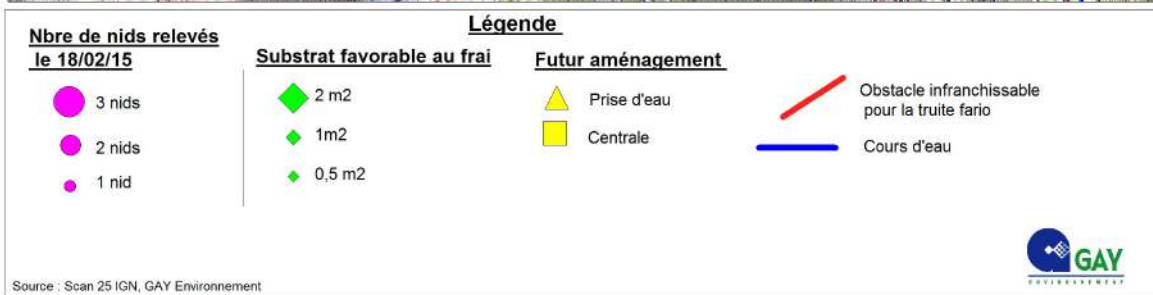 Légende
Nbre de nids relevés
le 18/02/15
3 nids
2 nids
1 nid
Substrat favorable au frai
2 m2
1m2
0,5 m2
Futur aménagement
Prise d'eau
Centrale
Obstacle infranchissable
pour la truite fario
Cours d'eau
GAY
ENVIRONNEMENT
Source : Scan 25 IGN, GAY Environnement